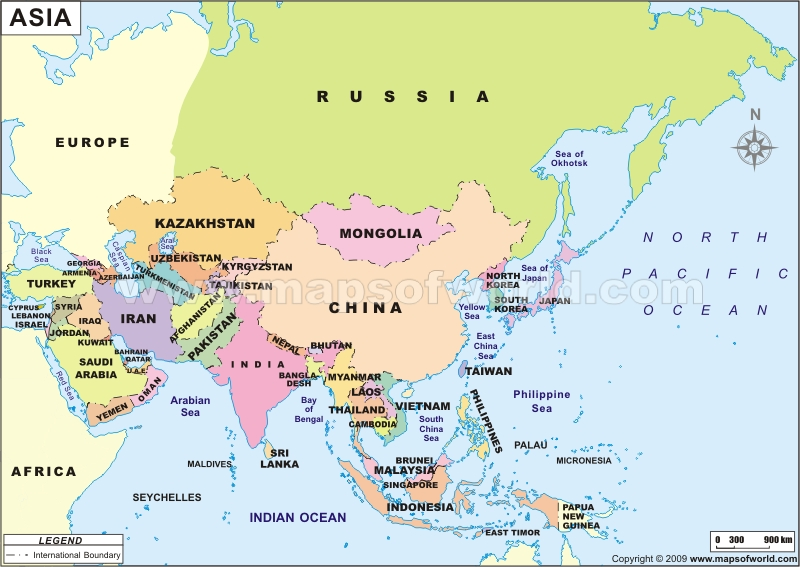 ASIA
RUSSIA
EUROPE
N
Sea of
Okhotsk
KAZAKHSTAN
MONGOLIA
NORTH
PACIFIC
OCEAN
Black
Sea
Caspian
Sea
Aral
Sea
GEORGIA
ARMENIA
AZERBAIJAN
UZBEKISTAN
TURKMENISTAN
KYRGYZSTAN
TAJIKISTAN
TURKEY
NORTH
KOREA
Sea of
Japan
SOUTH
KOREA
JAPAN
www.mapsofworld.com
CYPRUS
LEBANON
ISRAEL
SYRIA
IRAQ
JORDAN
KUWAIT
IRAN
AFGHANISTAN
PAKISTAN
CHINA
Yellow
Sea
East
China
Sea
SAUDI
ARABIA
BAHRAIN
QATAR
U.A.E
OMAN
YEMEN
Red Sea
NEPAL
BHUTAN
INDIA
BANGLA-
DESH
MYANMAR
LAOS
THAILAND
VIETNAM
CAMBODIA
TAIWAN
Arabian
Sea
Bay
of
Bengal
South
China
Sea
PHILIPPINES
Philippine
Sea
AFRICA
MALDIVES
SRI
LANKA
BRUNEI
MALAYSIA
SINGAPORE
PALAU
MICRONESIA
SEYCHELLES
INDIAN OCEAN
INDONESIA
EAST TIMOR
PAPUA
NEW
GUINEA
LEGEND
International Boundary
0 300 900 km
Copyright © 2009 www.mapsofworld.com